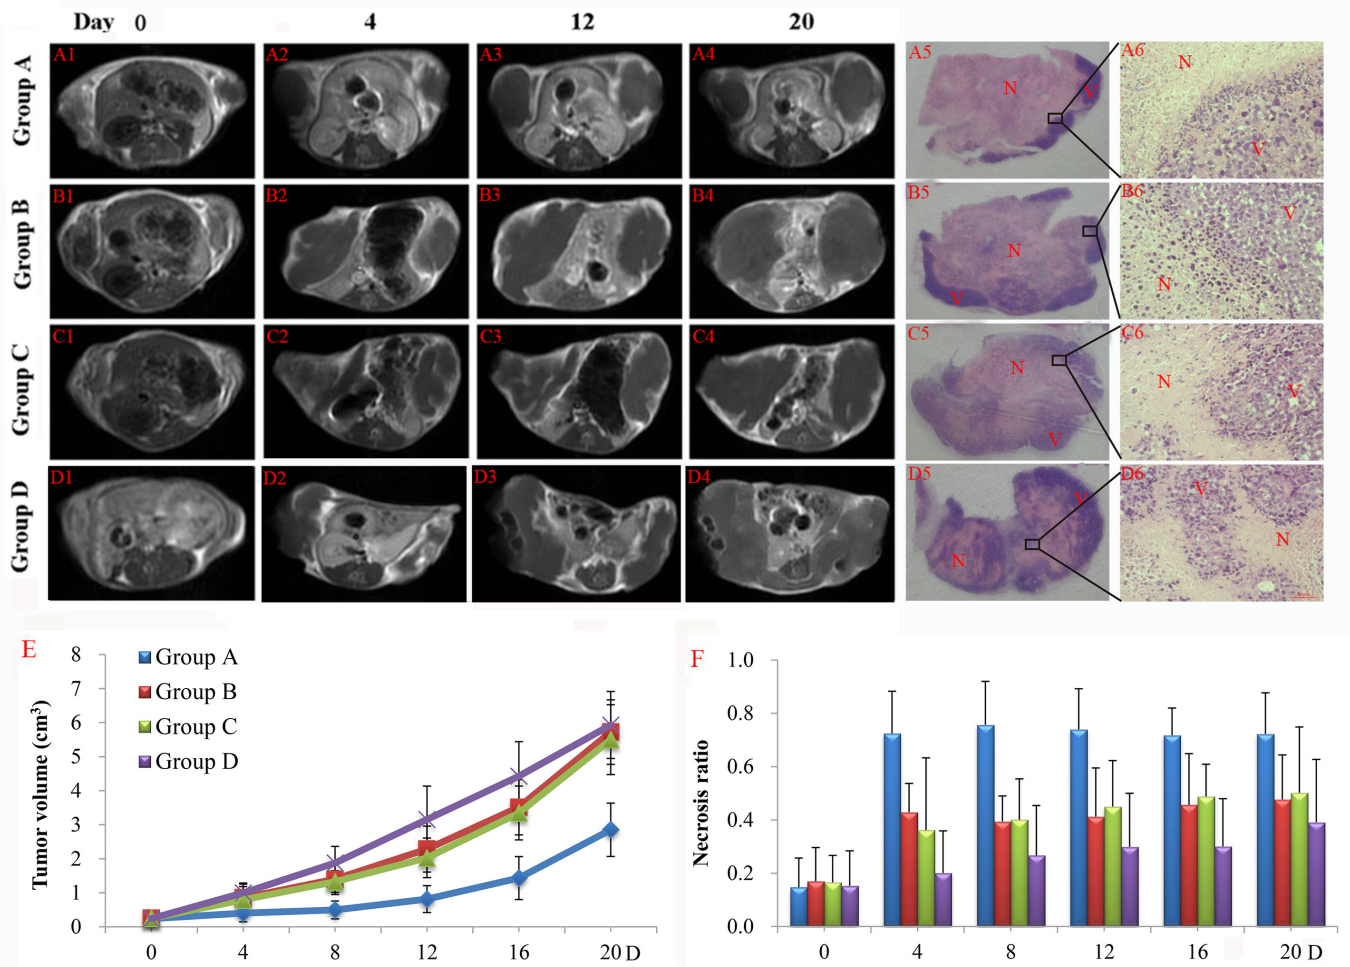 Day 0 4 12 20
Group A
A1 A2 A3 A4 A5 A6
N V N V
Group B
B1 B2 B3 B4 B5 B6
N V V N
Group C
C1 C2 C3 C4 C5 C6
N V N V
Group D
D1 D2 D3 D4 D5 D6
N V V N
E
Tumor volume (cm³)
8
7
6
5
4
3
2
1
0
Group A
Group B
Group C
Group D
0 4 8 12 16 20 D
F
Necrosis ratio
1.0
0.8
0.6
0.4
0.2
0.0
0 4 8 12 16 20 D